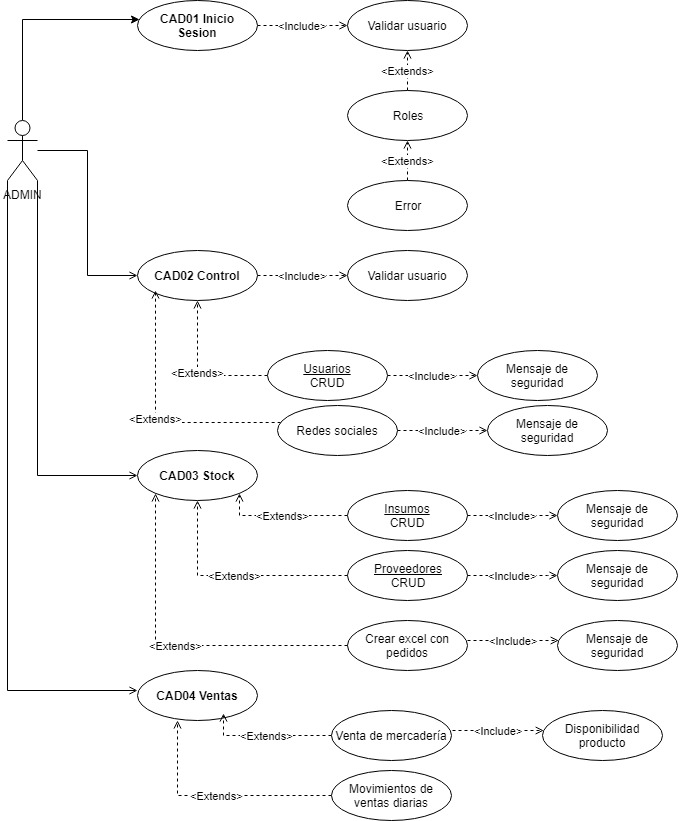 CAD01 Inicio
Sesion
<Include>
Validar usuario
<Extends>
Roles
<Extends>
Error
ADMIN
CAD02 Control
<Include>
Validar usuario
<Extends>
Usuarios
CRUD
<Include>
Mensaje de
seguridad
<Extends>
Redes sociales
<Include>
Mensaje de
seguridad
CAD03 Stock
<Extends>
Insumos
CRUD
<Include>
Mensaje de
seguridad
<Extends>
Proveedores
CRUD
<Include>
Mensaje de
seguridad
<Extends>
Crear excel con
pedidos
<Include>
Mensaje de
seguridad
CAD04 Ventas
<Extends>
Venta de mercadería
<Include>
Disponibilidad
producto
<Extends>
Movimientos de
ventas diarias